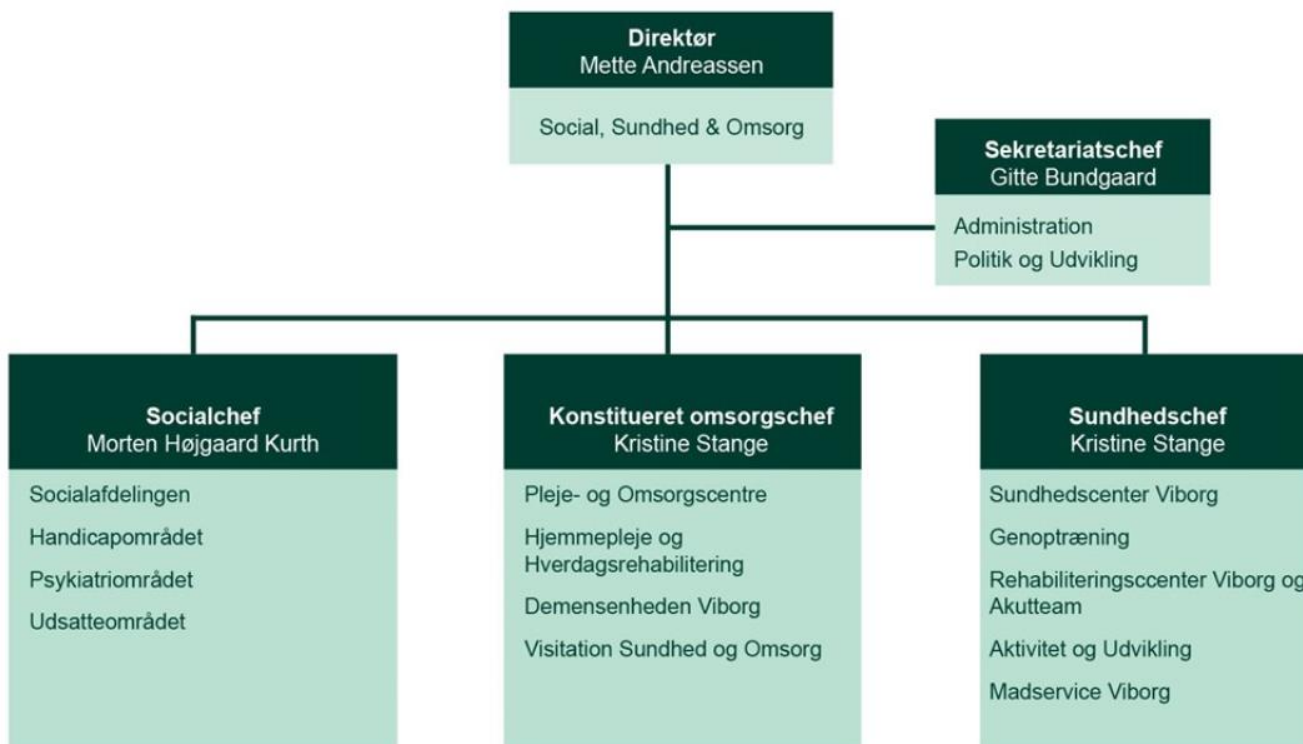 Direktør
Mette Andreassen
Social, Sundhed & Omsorg
Sekretariatschef
Gitte Bundgaard
Administration
Politik og Udvikling
Socialchef
Morten Højgaard Kurth
Socialafdelingen
Handicapområdet
Psykiatriområdet
Udsatteområdet
Konstitueret omsorgschef
Kristine Stange
Pleje- og Omsorgscentre
Hjemmepleje og
Hverdagsrehabilitering
Demensenheden Viborg
Visitation Sundhed og Omsorg
Sundhedschef
Kristine Stange
Sundhedscenter Viborg
Genoptræning
Rehabiliteringsccenter Viborg og
Akutteam
Aktivitet og Udvikling
Madservice Viborg